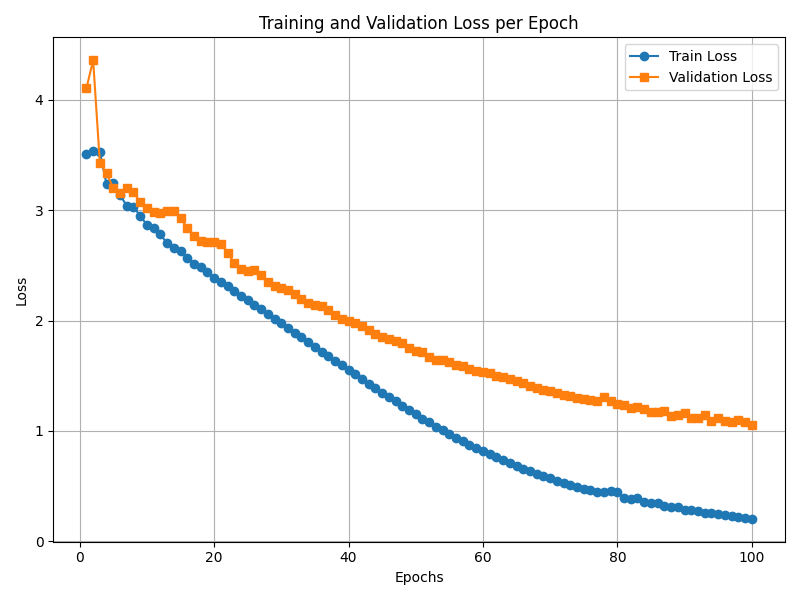 Training and Validation Loss per Epoch
Train Loss
Validation Loss
4
3
2
1
0
Loss
0 20 40 60 80 100
Epochs